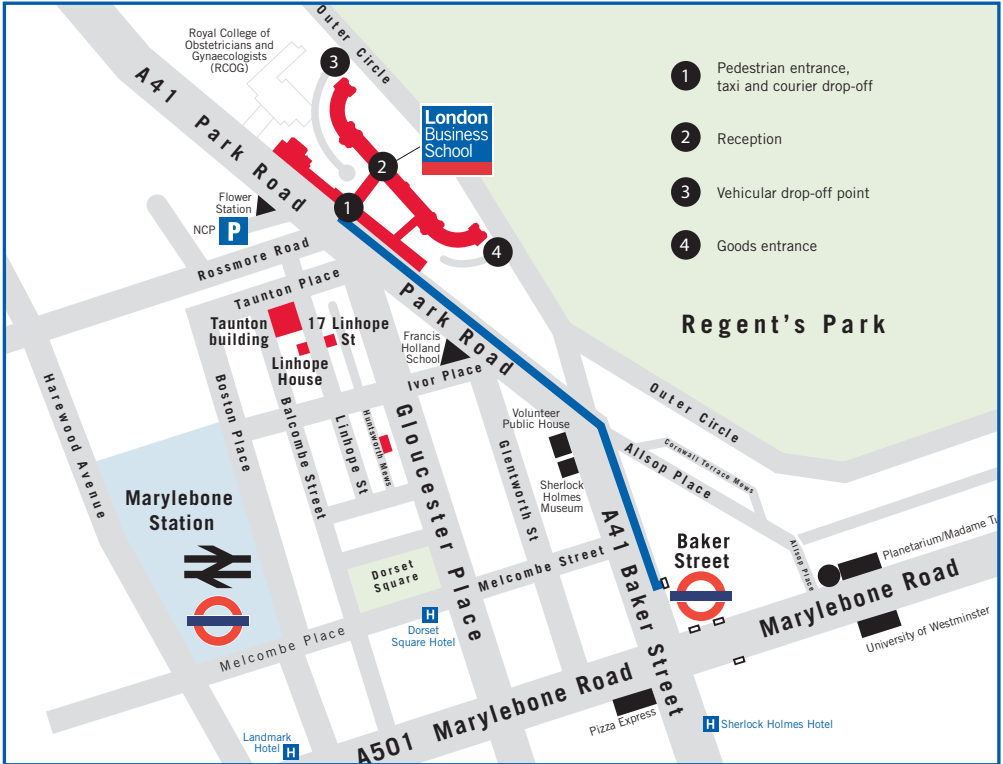 Royal College of
Obstetricians and
Gynaecologists
(RCOG)
Outer Circle
3
A41
Park Road
London
Business
School
2
1
4
1
Pedestrian entrance,
taxi and courier drop-off
2
Reception
3
Vehicular drop-off point
4
Goods entrance
Flower
Station
NCP
P
Rossmore Road
Taunton Place
Taunton
building
17 Linhope
St
Linhope
House
Park Road
Francis
Holland
School
Ivor Place
Regent's Park
Outer Circle
Harewood Avenue
Boston Place
Balcombe Street
Linhope St
Huntsworth Mews
Gloucester Place
Glentworth St
Volunteer
Public House
Sherlock
Holmes
Museum
Allsop Place
Cornwall Terrace Mews
Allsop Place
Marylebone
Station
Dorset
Square
Melcombe Street
A41 Baker Street
Baker
Street
Planetarium/Madame Tu
Marylebone Road
University of Westminster
Melcombe Place
H
Dorset
Square Hotel
A501 Marylebone Road
Pizza Express
H
Sherlock Holmes Hotel
Landmark
Hotel
H